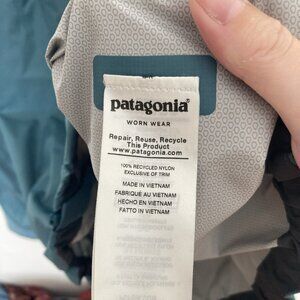 patagonia®
WORN WEAR
Repair, Reuse, Recycle
This Product
www.patagonia.com
100% RECYCLED NYLON
EXCLUSIVE OF TRIM
MADE IN VIETNAM
FABRIQUÉ AU VIETNAM
HECHO EN VIETNAM
FATTO IN VIETNAM